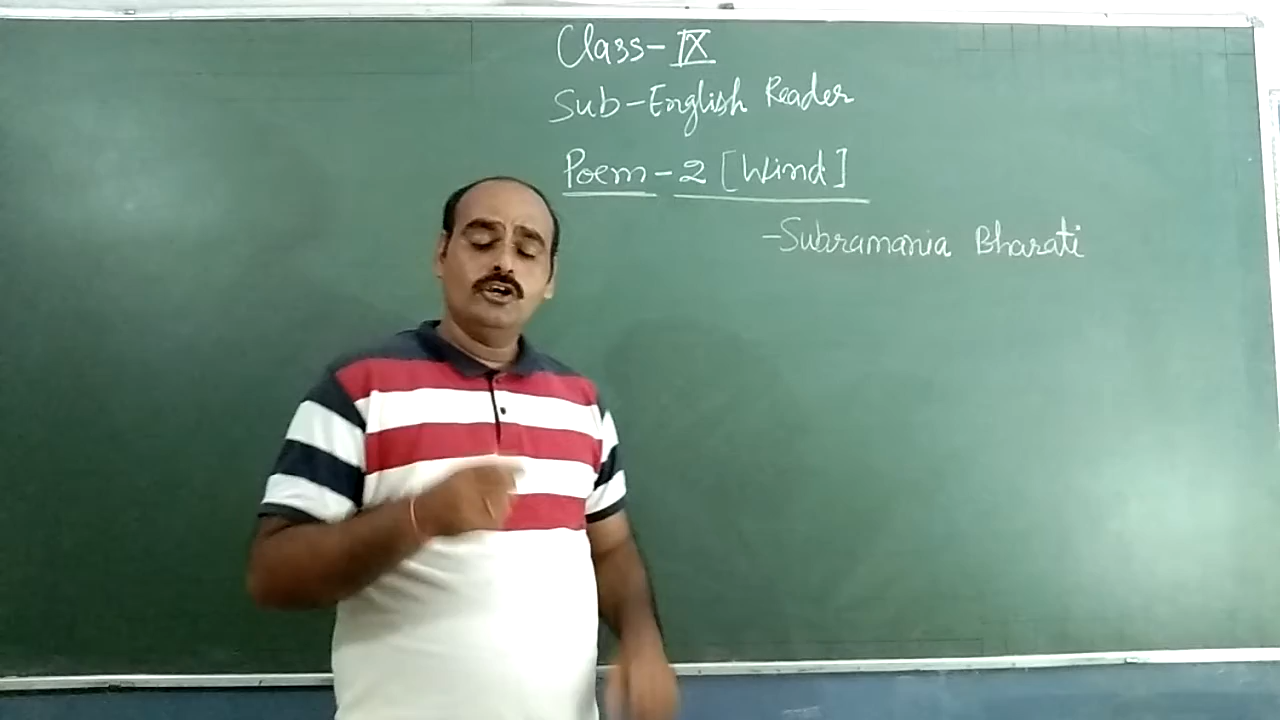 Class-IX
Sub-English Reader
Poem-2 [Wind]
-Subramania Bharati